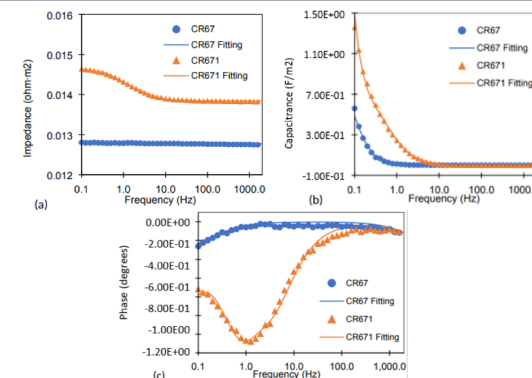 0.016
0.015
0.014
0.013
0.012
Impedance (ohm-m2)
CR67
CR67 Fitting
CR671
CR671 Fitting
0.1 1.0 10.0 100.0 1000.0
Frequency (Hz)
(a)
1.50E+00
1.10E+00
7.00E-01
3.00E-01
-1.00E-01
Capacitrance (F/m2)
CR67
CR67 Fitting
CR671
CR671 Fitting
0.1 1.0 10.0 100.0 1000.0
Frequency (Hz)
(b)
0.00E+00
-2.00E-01
-4.00E-01
-6.00E-01
-8.00E-01
-1.00E+00
-1.20E+00
Phase (degrees)
CR67
CR67 Fitting
CR671
CR671 Fitting
0.1 1.0 10.0 100.0 1,000.0
Frequency (Hz)
(c)